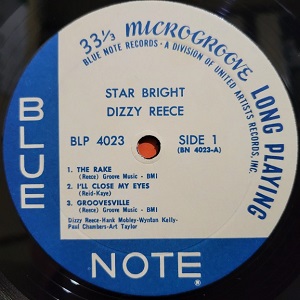 33 1/3 MICROGROOVE LONG PLAYING
BLUE NOTE RECORDS • A DIVISION OF UNITED ARTISTS RECORDS, INC.
STAR BRIGHT
DIZZY REECE
BLP 4023 SIDE 1
(BN 4023-A)
1. THE RAKE
(Reece) Groove Music - BMI
2. I'LL CLOSE MY EYES
(Reid-Kaye)
3. GROOVESVILLE
(Reece) Groove Music - BMI
Dizzy Reece-Hank Mobley-Wynton Kelly-
Paul Chambers-Art Taylor
BLUE
NOTE®